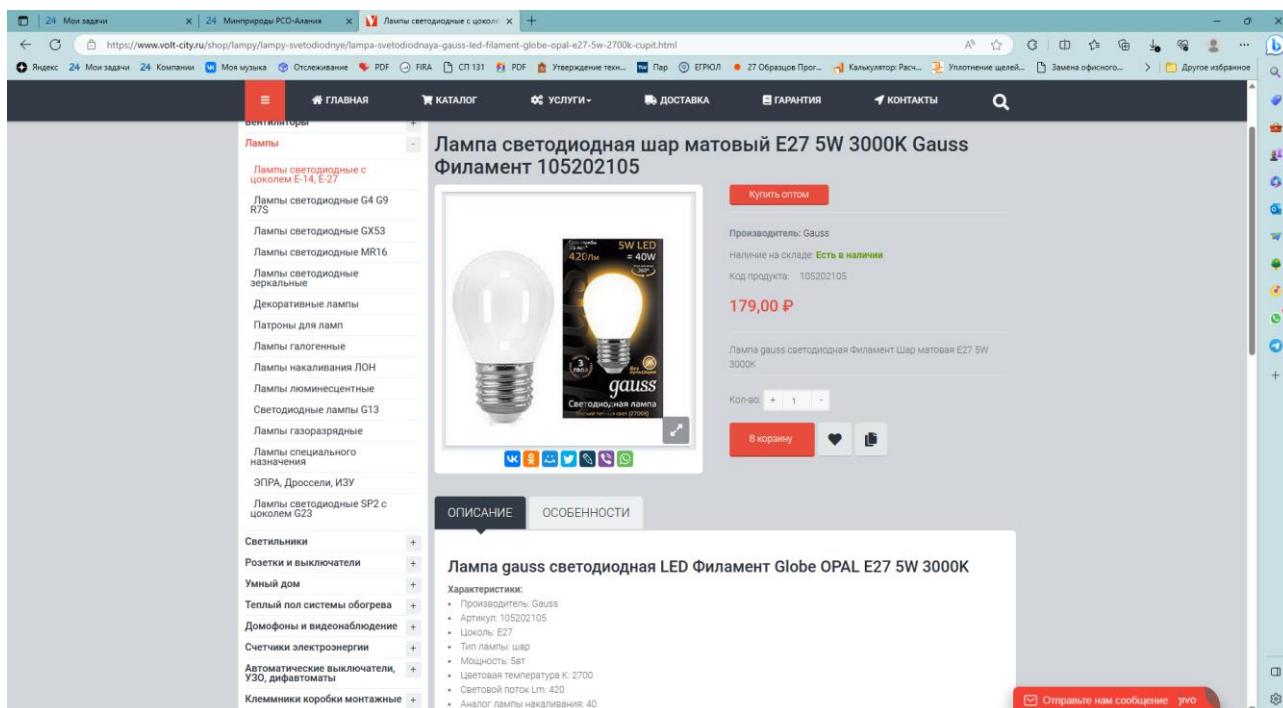 24 Мои задачи
24 Минприроды РСО-Алания
Лампы светодиодные с цоколе
https://www.volt-city.ru/shop/lampy/lampy-svetodiodnye/lampa-svetodiodnaya-gauss-led-filament-globe-opal-e27-5w-2700k-cupit.html
Яндекс
24 Мои задачи
24 Компании
Моя музыка
Отслеживание
PDF
FIRA
СП 131
PDF
Утверждение техн...
Пар
ЕГРЮЛ
27 Образцов Прог...
Калькулятор: Расч...
Уплотнение щелей...
Замена офисного...
Другое избранное
ГЛАВНАЯ
КАТАЛОГ
УСЛУГИ
ДОСТАВКА
ГАРАНТИЯ
КОНТАКТЫ
Вентиляторы +
Лампы -
Лампы светодиодные с
цоколем E-14, E-27
Лампы светодиодные G4 G9
R7S
Лампы светодиодные GX53
Лампы светодиодные MR16
Лампы светодиодные
зеркальные
Декоративные лампы
Патроны для ламп
Лампы галогенные
Лампы накаливания ЛОН
Лампы люминесцентные
Светодиодные лампы G13
Лампы газоразрядные
Лампы специального
назначения
ЭПРА, Дроссели, ИЗУ
Лампы светодиодные SP2 с
цоколем G23
Светильники +
Розетки и выключатели +
Умный дом +
Теплый пол системы обогрева +
Домофоны и видеонаблюдение +
Счетчики электроэнергии +
Автоматические выключатели, +
УЗО, дифавтоматы
Клеммники коробки монтажные +
Лампа светодиодная шар матовый E27 5W 3000K Gauss
Филамент 105202105
420лм
5W LED
= 40W
360°
3
года
gauss
Светодиодная лампа
Купить оптом
Производитель: Gauss
Наличие на складе: Есть в наличии
Код продукта: 105202105
179,00 ₽
Лампа gauss светодиодная Филамент Шар матовая E27 5W
3000K
Кол-во: + 1 -
В корзину
ОПИСАНИЕ
ОСОБЕННОСТИ
Лампа gauss светодиодная LED Филамент Globe OPAL E27 5W 3000K
Характеристики:
Производитель: Gauss
Артикул: 105202105
Цоколь: E27
Тип лампы: шар
Мощность: 5вт
Цветовая температура К: 2700
Световой поток Lm: 420
Аналог лампы накаливания: 40
Отправьте нам сообщение jivo